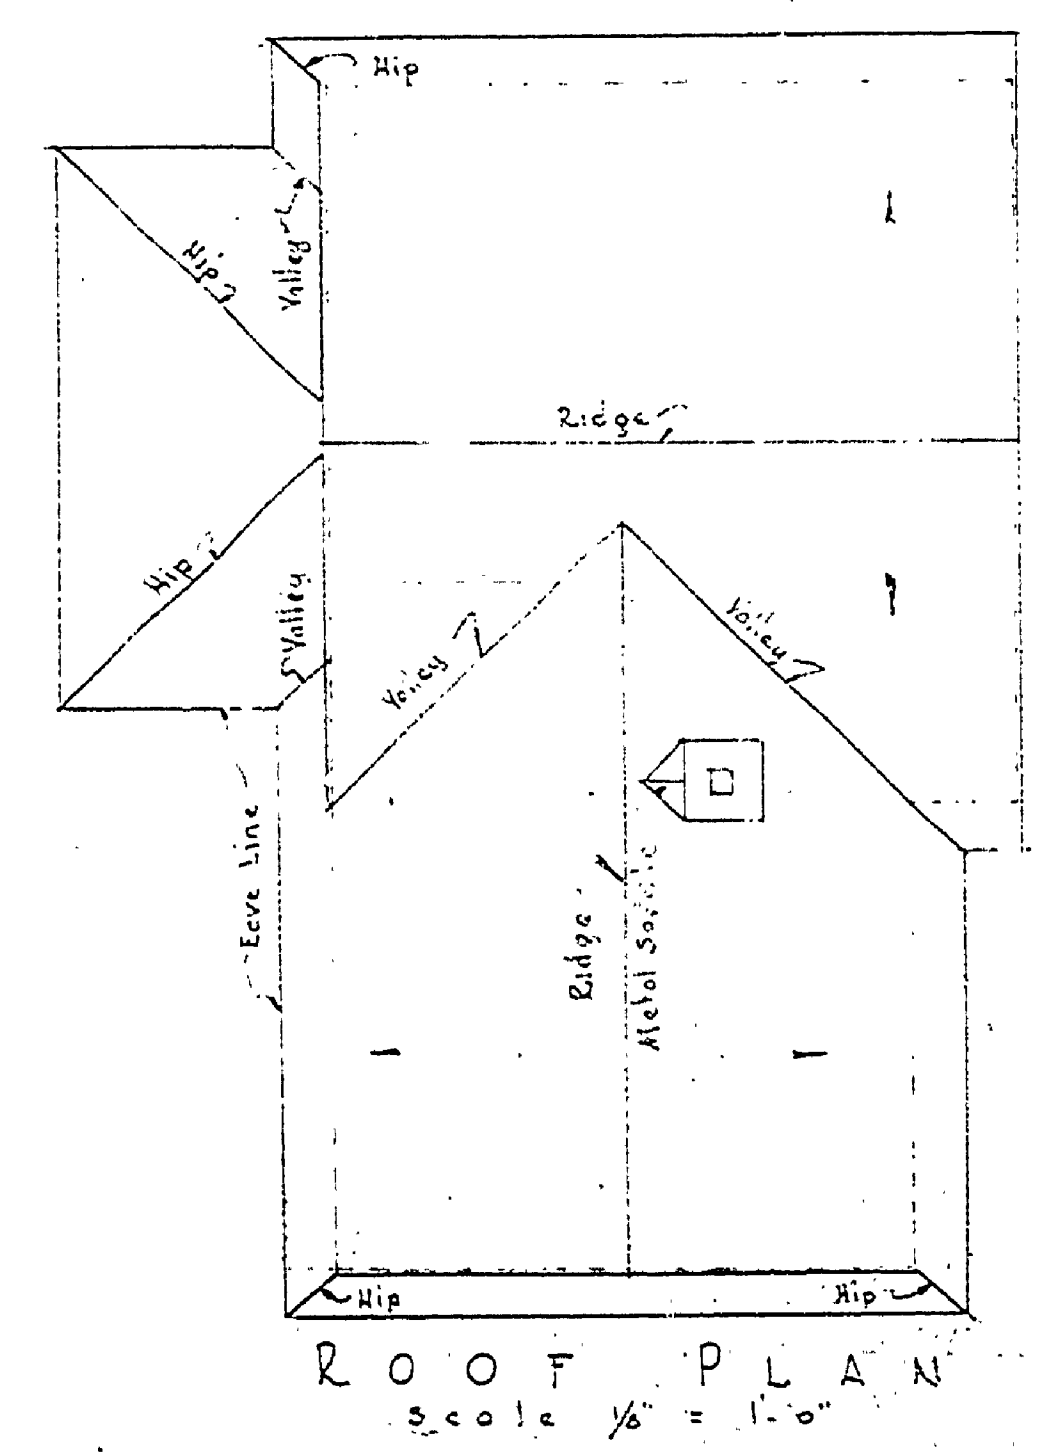 Hip
Hip
Valley
Ridge
Hip
Valley
Valley
Valley
Eave Line
Ridge
Metal Saddle
Hip
Hip
ROOF PLAN
Scale 1/8" = 1'-0"